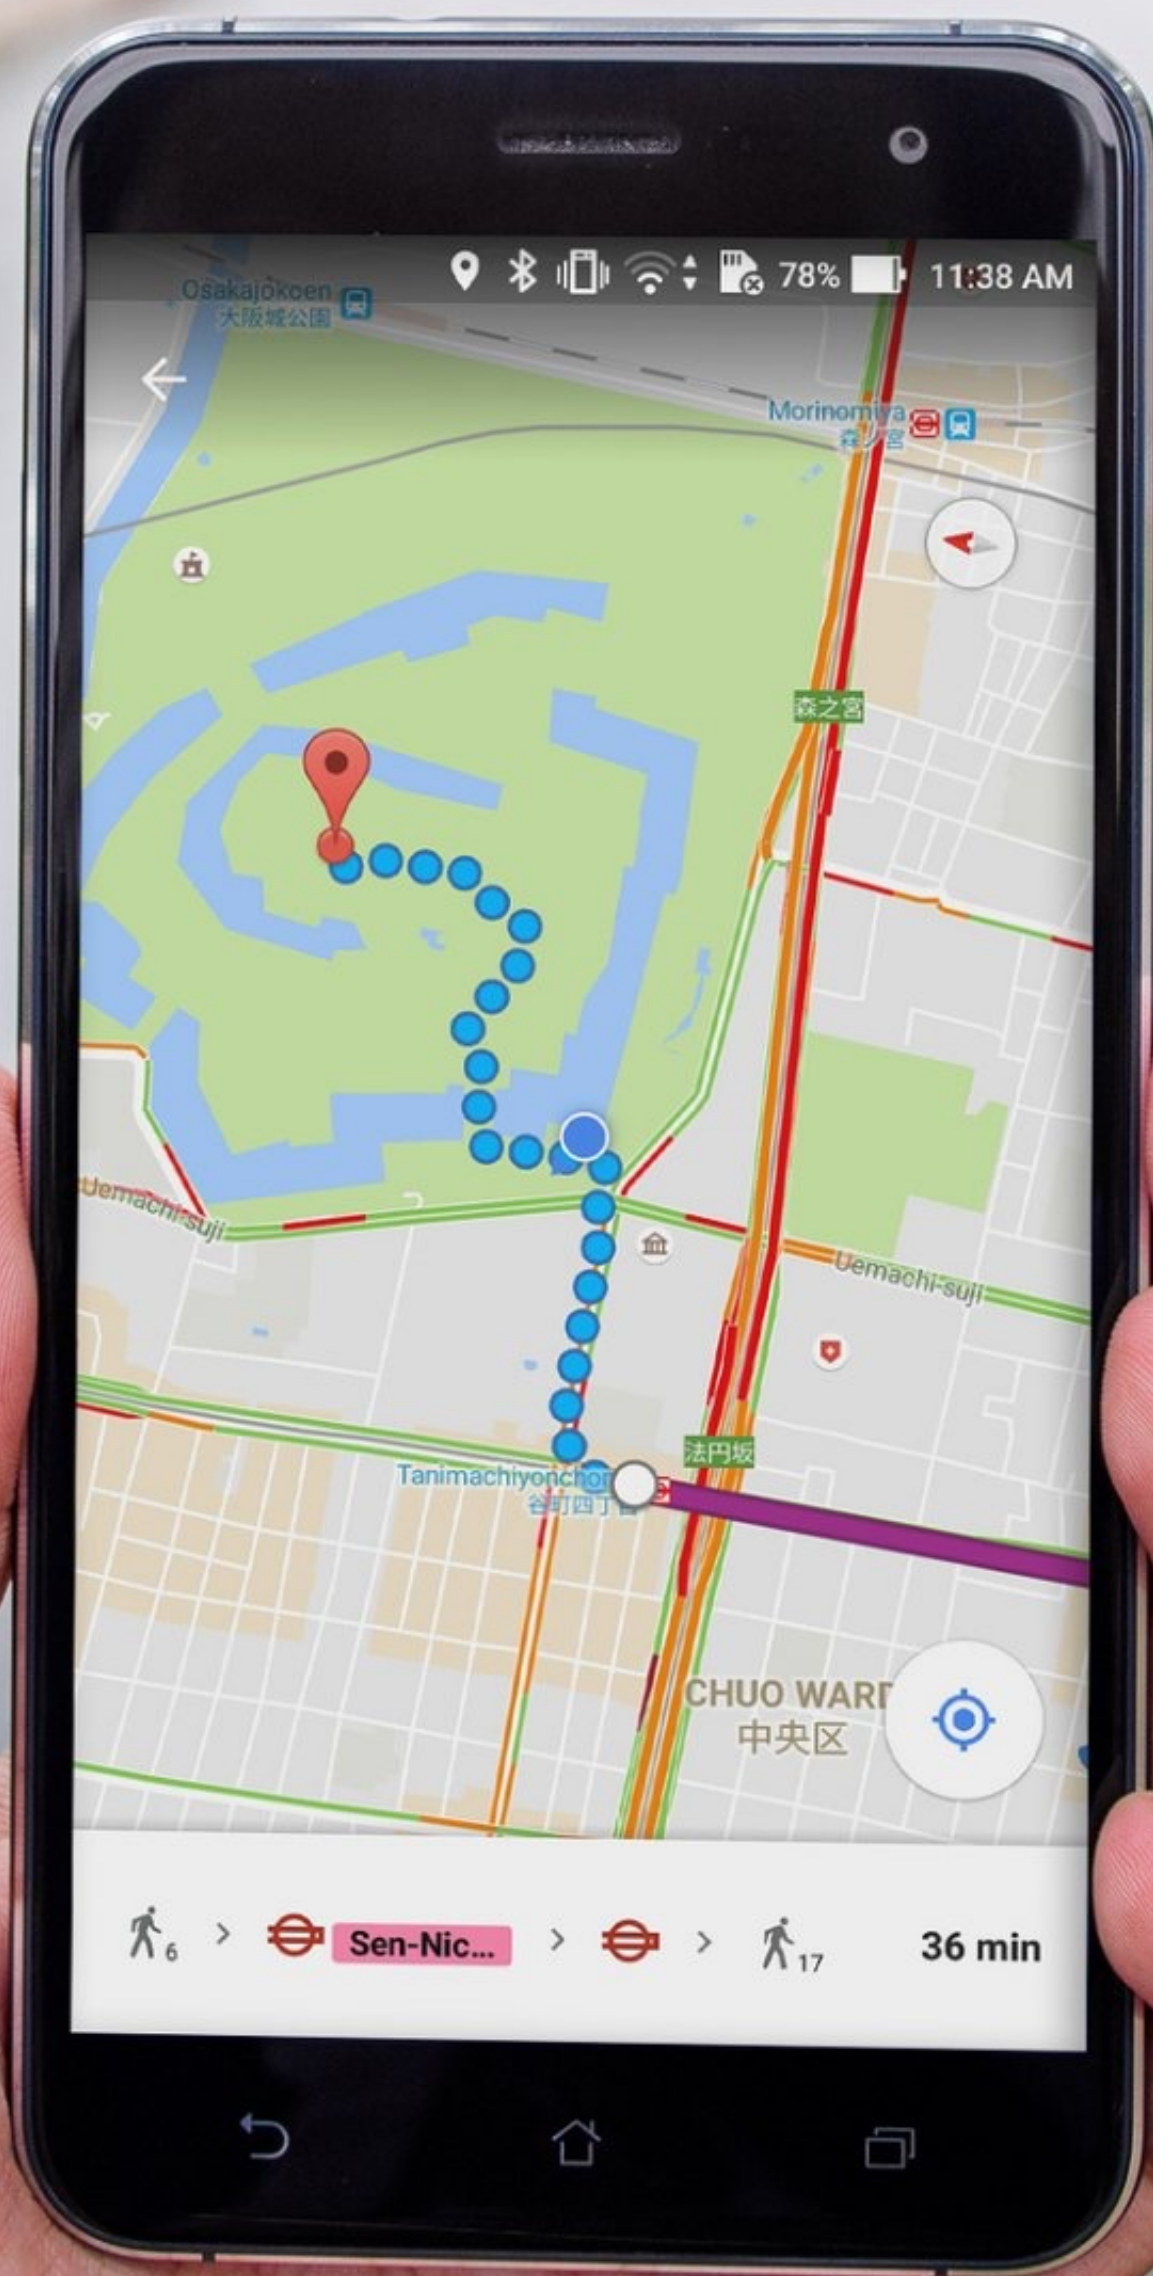 78% 11:38 AM
Osakajōkoen
大阪城公園
Morinomiya
森ノ宮
森之宮
Uemachi-suji
Uemachi-suji
法円坂
Tanimachiyonchom
谷町四丁目
CHUO WARD
中央区
6 Sen-Nic... 17 36 min